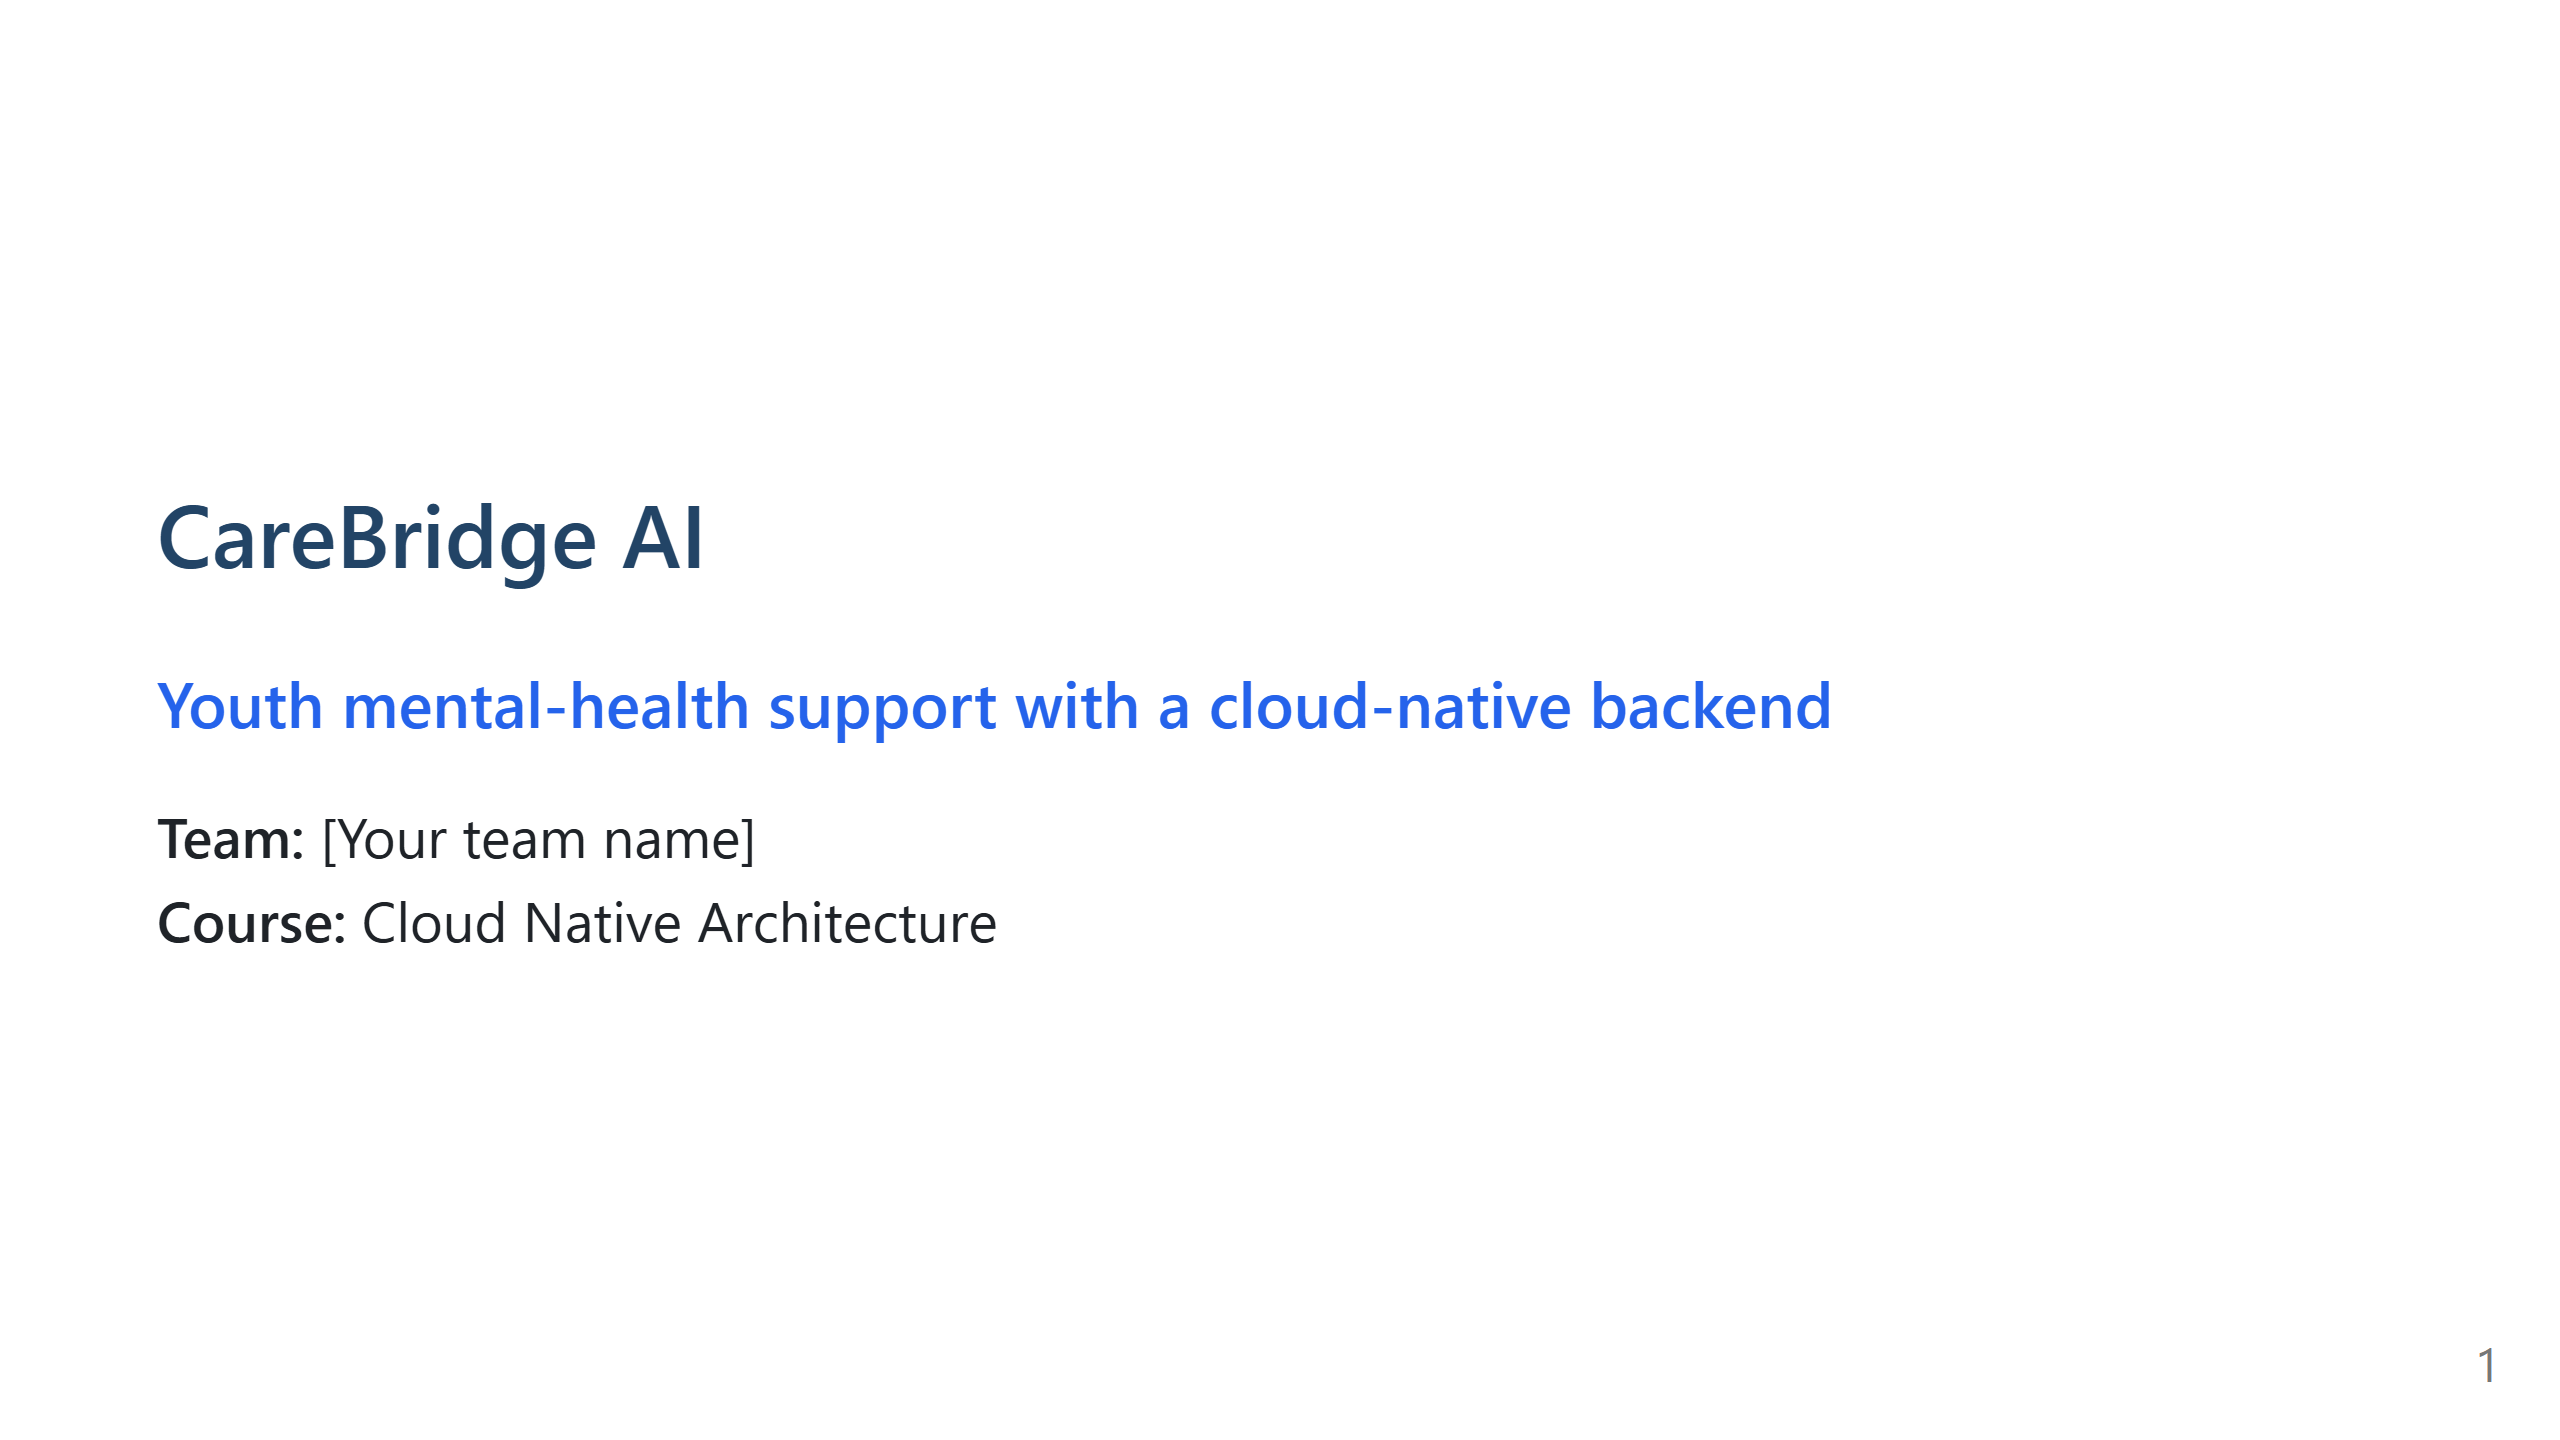 CareBridge AI
Youth mental-health support with a cloud-native backend
Team: [Your team name]
Course: Cloud Native Architecture
1